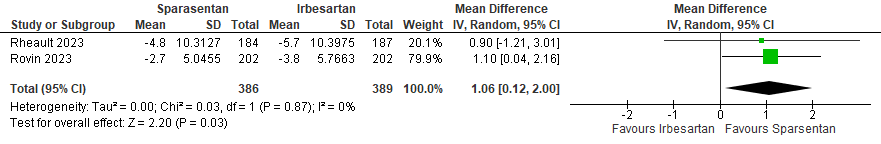 Sparasentan Irbesartan Mean Difference Mean Difference
Study or Subgroup Mean SD Total Mean SD Total Weight IV, Random, 95% CI IV, Random, 95% CI
Rheault 2023 -4.8 10.3127 184 -5.7 10.3975 187 20.1% 0.90 [-1.21, 3.01]
Rovin 2023 -2.7 5.0455 202 -3.8 5.7663 202 79.9% 1.10 [0.04, 2.16]
Total (95% CI) 386 389 100.0% 1.06 [0.12, 2.00]
Heterogeneity: Tau² = 0.00; Chi² = 0.03, df = 1 (P = 0.87); I² = 0%
Test for overall effect: Z = 2.20 (P = 0.03)
-2 -1 0 1 2
Favours Irbesartan Favours Sparsentan